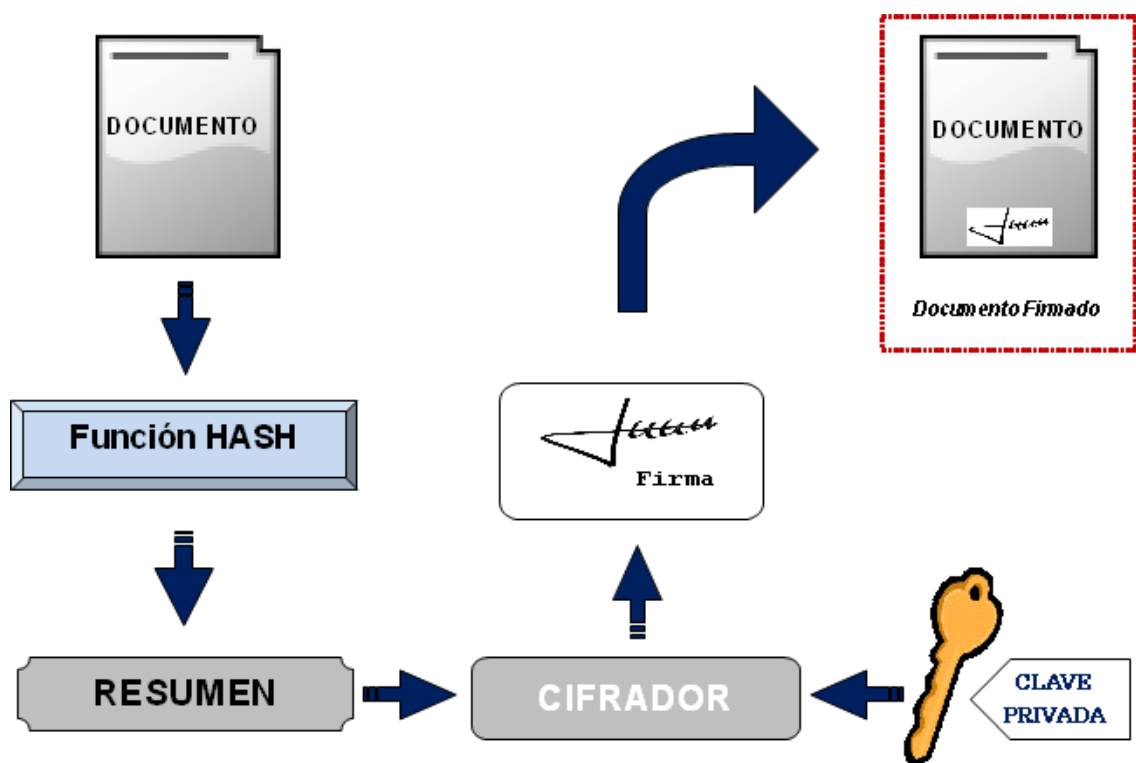 DOCUMENTO
DOCUMENTO
Documento Firmado
Función HASH
Firma
RESUMEN
CIFRADOR
CLAVE
PRIVADA